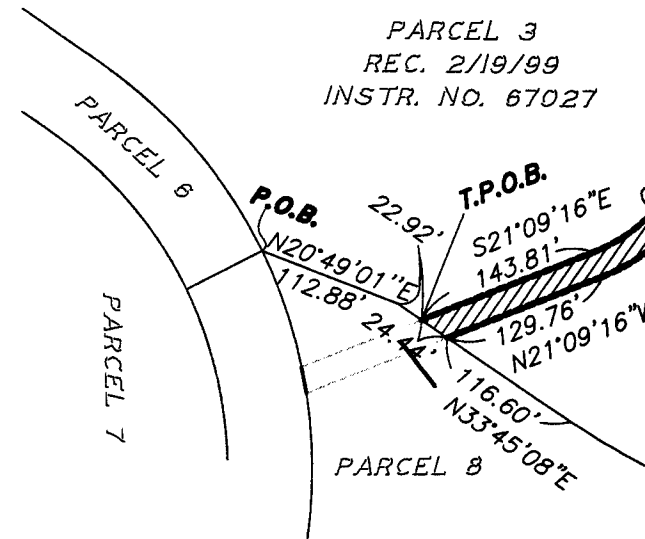 PARCEL 3
REC. 2/19/99
INSTR. NO. 67027
PARCEL 6
P.O.B.
T.P.O.B.
22.92'
N20°49'01"E
112.88'
S21°09'16"E
143.81'
24.44'
129.76'
N21°09'16"W
116.60'
N33°45'08"E
PARCEL 7
PARCEL 8